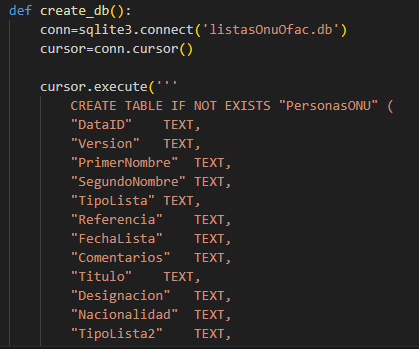 def create_db():
    conn=sqlite3.connect('listasOnuOfac.db')
    cursor=conn.cursor()

    cursor.execute('''
        CREATE TABLE IF NOT EXISTS "PersonasONU" (
        "DataID"    TEXT,
        "Version"   TEXT,
        "PrimerNombre"  TEXT,
        "SegundoNombre" TEXT,
        "TipoLista" TEXT,
        "Referencia"    TEXT,
        "FechaLista"    TEXT,
        "Comentarios"   TEXT,
        "Titulo"    TEXT,
        "Designacion"   TEXT,
        "Nacionalidad"  TEXT,
        "TipoLista2"    TEXT,